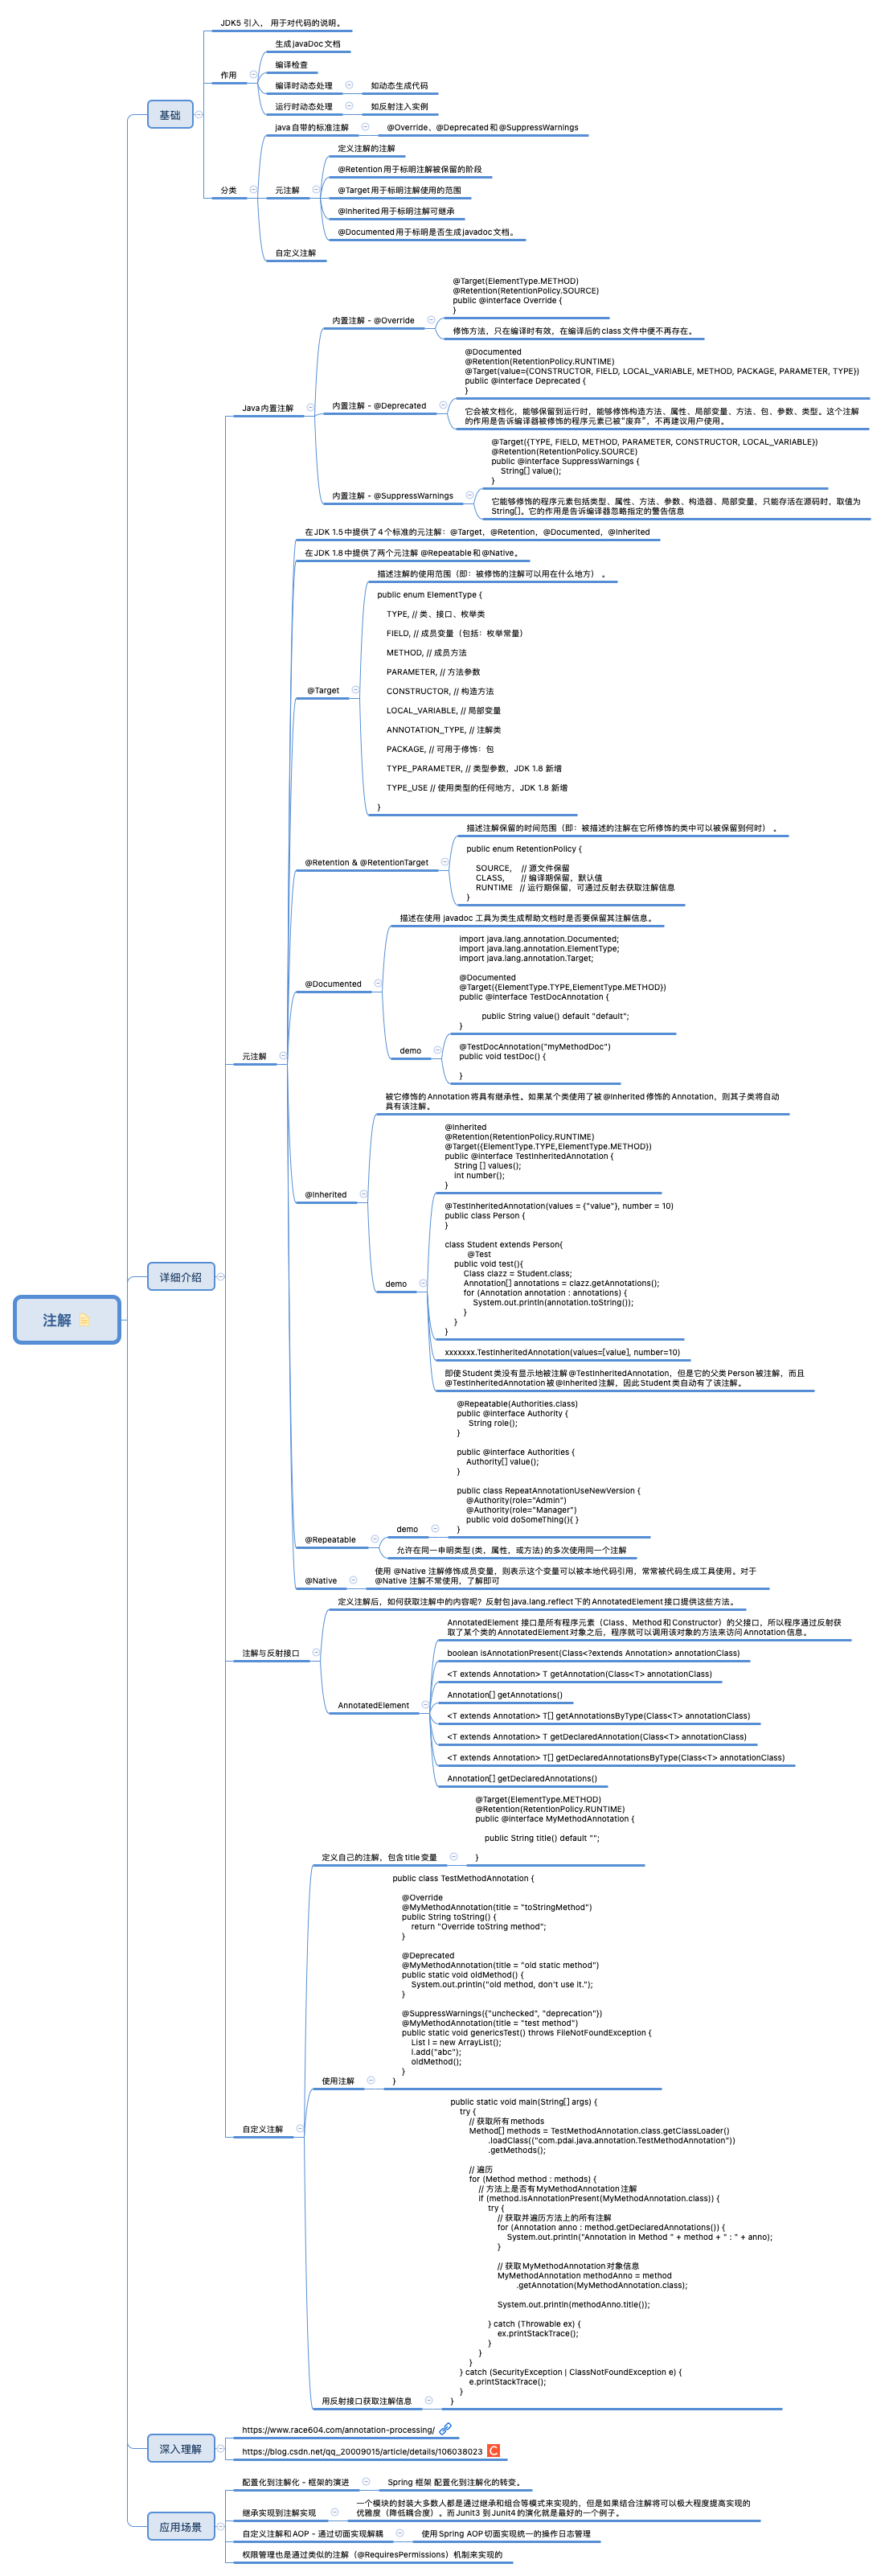 注解
基础
JDK5 引入， 用于对代码的说明。
作用
生成 javaDoc 文档
编译检查
编译时动态处理
如动态生成代码
运行时动态处理
如反射注入实例
分类
java 自带的标准注解
@Override、@Deprecated 和 @SuppressWarnings
元注解
定义注解的注解
@Retention 用于标明注解被保留的阶段
@Target 用于标明注解使用的范围
@Inherited 用于标明注解可继承
@Documented 用于标明是否生成 javadoc 文档。
自定义注解
详细介绍
Java 内置注解
内置注解 - @Override
@Target(ElementType.METHOD)
@Retention(RetentionPolicy.SOURCE)
public @interface Override {
}
修饰方法，只在编译时有效，在编译后的 class 文件中便不再存在。
内置注解 - @Deprecated
@Documented
@Retention(RetentionPolicy.RUNTIME)
@Target(value={CONSTRUCTOR, FIELD, LOCAL_VARIABLE, METHOD, PACKAGE, PARAMETER, TYPE})
public @interface Deprecated {
}
它会被文档化，能够保留到运行时，能够修饰构造方法、属性、局部变量、方法、包、参数、类型。这个注解
的作用是告诉编译器被修饰的程序元素已被“废弃”，不再建议用户使用。
内置注解 - @SuppressWarnings
@Target({TYPE, FIELD, METHOD, PARAMETER, CONSTRUCTOR, LOCAL_VARIABLE})
@Retention(RetentionPolicy.SOURCE)
public @interface SuppressWarnings {
String[] value();
}
它能够修饰的程序元素包括类型、属性、方法、参数、构造器、局部变量，只能存在源码时，取值为
String[]。它的作用是告诉编译器忽略指定的警告信息
元注解
在 JDK 1.5 中提供了 4 个标准的元注解：@Target，@Retention，@Documented，@Inherited
在 JDK 1.8 中提供了两个元注解 @Repeatable 和 @Native。
@Target
描述注解的使用范围（即：被修饰的注解可以用在什么地方） 。
public enum ElementType {
TYPE, // 类、接口、枚举类
FIELD, // 成员变量（包括：枚举常量）
METHOD, // 成员方法
PARAMETER, // 方法参数
CONSTRUCTOR, // 构造方法
LOCAL_VARIABLE, // 局部变量
ANNOTATION_TYPE, // 注解类
PACKAGE, // 可用于修饰：包
TYPE_PARAMETER, // 类型参数，JDK 1.8 新增
TYPE_USE // 使用类型的任何地方，JDK 1.8 新增
}
@Retention & @RetentionTarget
描述注解保留的时间范围（即：被描述的注解在它所修饰的类中可以被保留到何时） 。
public enum RetentionPolicy {
SOURCE, // 源文件保留
CLASS, // 编译期保留，默认值
RUNTIME // 运行期保留，可通过反射去获取注解信息
}
@Documented
描述在使用 javadoc 工具为类生成帮助文档时是否要保留其注解信息。
demo
import java.lang.annotation.Documented;
import java.lang.annotation.ElementType;
import java.lang.annotation.Target;
@Documented
@Target({ElementType.TYPE,ElementType.METHOD})
public @interface TestDocAnnotation {
public String value() default "default";
}
@TestDocAnnotation("myMethodDoc")
public void testDoc() {
}
@Inherited
被它修饰的 Annotation 将具有继承性。如果某个类使用了被 @Inherited 修饰的 Annotation，则其子类将自动
具有该注解。
demo
@Inherited
@Retention(RetentionPolicy.RUNTIME)
@Target({ElementType.TYPE,ElementType.METHOD})
public @interface TestInheritedAnnotation {
String [] values();
int number();
}
@TestInheritedAnnotation(values = {"value"}, number = 10)
public class Person {
}
class Student extends Person{
@Test
public void test(){
Class clazz = Student.class;
Annotation[] annotations = clazz.getAnnotations();
for (Annotation annotation : annotations) {
System.out.println(annotation.toString());
}
}
}
xxxxxxx.TestInheritedAnnotation(values=[value], number=10)
即使 Student 类没有显示地被注解 @TestInheritedAnnotation，但是它的父类 Person 被注解，而且
@TestInheritedAnnotation 被 @Inherited 注解，因此 Student 类自动有了该注解。
@Repeatable
demo
@Repeatable(Authorities.class)
public @interface Authority {
String role();
}
public @interface Authorities {
Authority[] value();
}
public class RepeatAnnotationUseNewVersion {
@Authority(role="Admin")
@Authority(role="Manager")
public void doSomeThing(){ }
}
允许在同一申明类型 (类，属性，或方法) 的多次使用同一个注解
@Native
使用 @Native 注解修饰成员变量，则表示这个变量可以被本地代码引用，常常被代码生成工具使用。对于
@Native 注解不常使用，了解即可
注解与反射接口
定义注解后，如何获取注解中的内容呢？反射包 java.lang.reflect 下的 AnnotatedElement 接口提供这些方法。
AnnotatedElement
AnnotatedElement 接口是所有程序元素（Class、Method 和 Constructor）的父接口，所以程序通过反射获
取了某个类的 AnnotatedElement 对象之后，程序就可以调用该对象的方法来访问 Annotation 信息。
boolean isAnnotationPresent(Class<?extends Annotation> annotationClass)
<T extends Annotation> T getAnnotation(Class<T> annotationClass)
Annotation[] getAnnotations()
<T extends Annotation> T[] getAnnotationsByType(Class<T> annotationClass)
<T extends Annotation> T getDeclaredAnnotation(Class<T> annotationClass)
<T extends Annotation> T[] getDeclaredAnnotationsByType(Class<T> annotationClass)
Annotation[] getDeclaredAnnotations()
自定义注解
定义自己的注解，包含 title 变量
@Target(ElementType.METHOD)
@Retention(RetentionPolicy.RUNTIME)
public @interface MyMethodAnnotation {
public String title() default "";
}
使用注解
public class TestMethodAnnotation {
@Override
@MyMethodAnnotation(title = "toStringMethod")
public String toString() {
return "Override toString method";
}
@Deprecated
@MyMethodAnnotation(title = "old static method")
public static void oldMethod() {
System.out.println("old method, don't use it.");
}
@SuppressWarnings({"unchecked", "deprecation"})
@MyMethodAnnotation(title = "test method")
public static void genericsTest() throws FileNotFoundException {
List l = new ArrayList();
l.add("abc");
oldMethod();
}
}
用反射接口获取注解信息
public static void main(String[] args) {
try {
// 获取所有 methods
Method[] methods = TestMethodAnnotation.class.getClassLoader()
.loadClass(("com.pdai.java.annotation.TestMethodAnnotation"))
.getMethods();
// 遍历
for (Method method : methods) {
// 方法上是否有 MyMethodAnnotation 注解
if (method.isAnnotationPresent(MyMethodAnnotation.class)) {
try {
// 获取并遍历方法上的所有注解
for (Annotation anno : method.getDeclaredAnnotations()) {
System.out.println("Annotation in Method " + method + " : " + anno);
}
// 获取 MyMethodAnnotation 对象信息
MyMethodAnnotation methodAnno = method
.getAnnotation(MyMethodAnnotation.class);
System.out.println(methodAnno.title());
} catch (Throwable ex) {
ex.printStackTrace();
}
}
}
} catch (SecurityException | ClassNotFoundException e) {
e.printStackTrace();
}
}
深入理解
https://www.race604.com/annotation-processing/
https://blog.csdn.net/qq_20009015/article/details/106038023
C
应用场景
配置化到注解化 - 框架的演进
Spring 框架 配置化到注解化的转变。
继承实现到注解实现
一个模块的封装大多数人都是通过继承和组合等模式来实现的，但是如果结合注解将可以极大程度提高实现的
优雅度（降低耦合度）。而 Junit3 到 Junit4 的演化就是最好的一个例子。
自定义注解和 AOP - 通过切面实现解耦
使用 Spring AOP 切面实现统一的操作日志管理
权限管理也是通过类似的注解（@RequiresPermissions）机制来实现的